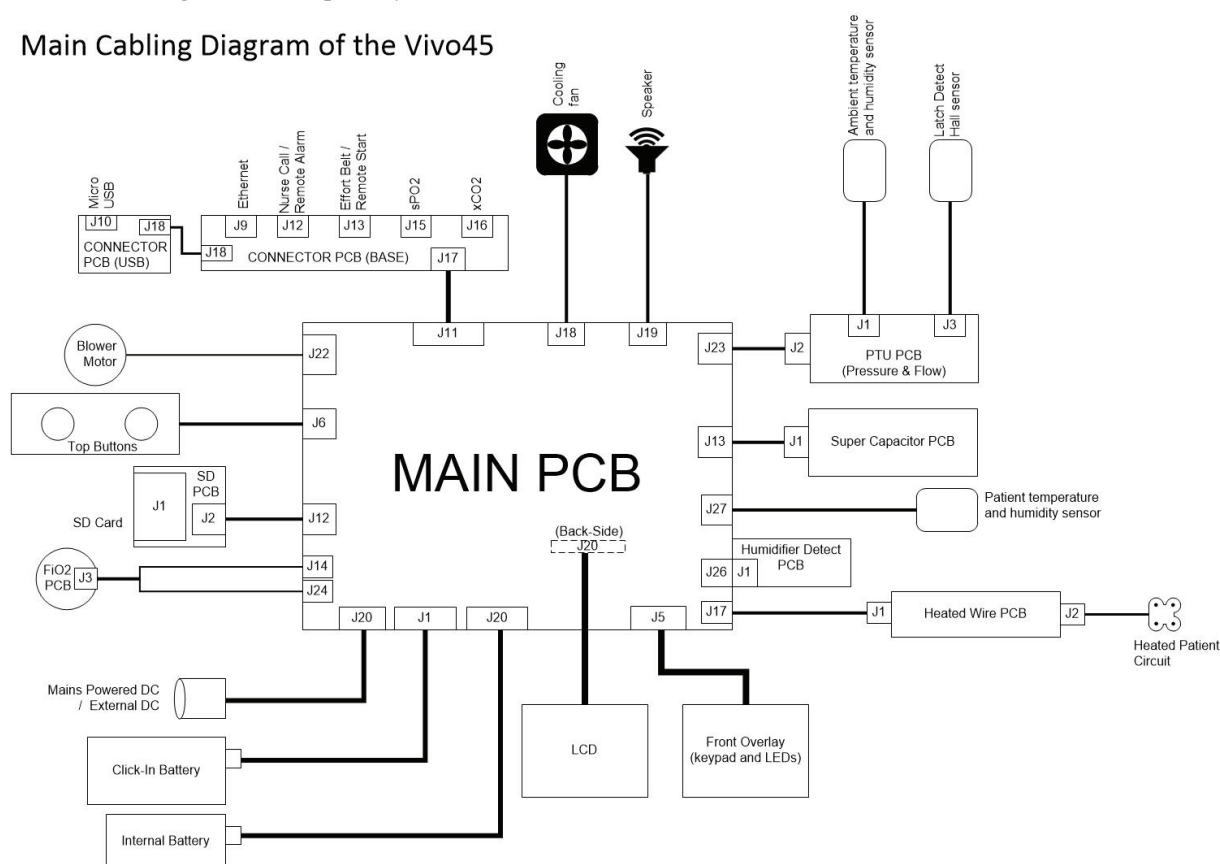 Main Cabling Diagram of the Vivo45
Cooling
fan
Speaker
Ambient temperature
and humidity sensor
Latch Detect
Hall sensor
Micro
USB
Ethernet
Nurse Call /
Remote Alarm
Effort Belt /
Remote Start
sPO2
xCO2
J10
J18
CONNECTOR
PCB (USB)
J9
J12
J13
J15
J16
J18
CONNECTOR PCB (BASE)
J17
J11
J18
J19
J1
J3
J23
J2
PTU PCB
(Pressure & Flow)
Blower
Motor
J22
J6
Top Buttons
J13
J1
Super Capacitor PCB
MAIN PCB
SD
PCB
J1
J2
SD Card
J12
J27
Patient temperature
and humidity sensor
(Back-Side)
J20
Humidifier Detect
PCB
J26
J1
FiO2
PCB
J3
J14
J24
J17
J1
Heated Wire PCB
J2
Heated Patient
Circuit
J20
J1
J20
J5
Mains Powered DC
/ External DC
LCD
Front Overlay
(keypad and LEDs)
Click-In Battery
Internal Battery